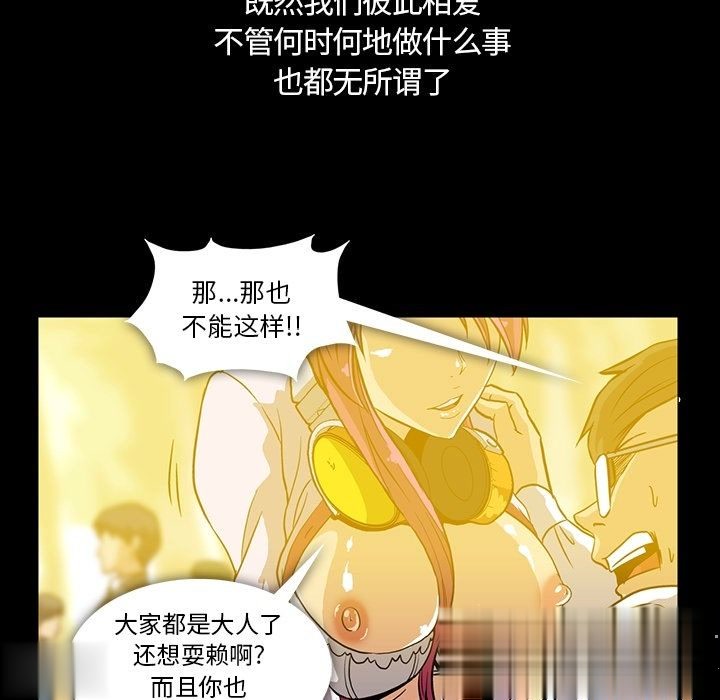 既然我们彼此相爱
不管何时何地做什么事
也都无所谓了
那...那也
不能这样!!
大家都是大人了
还想耍赖啊?
而且你也